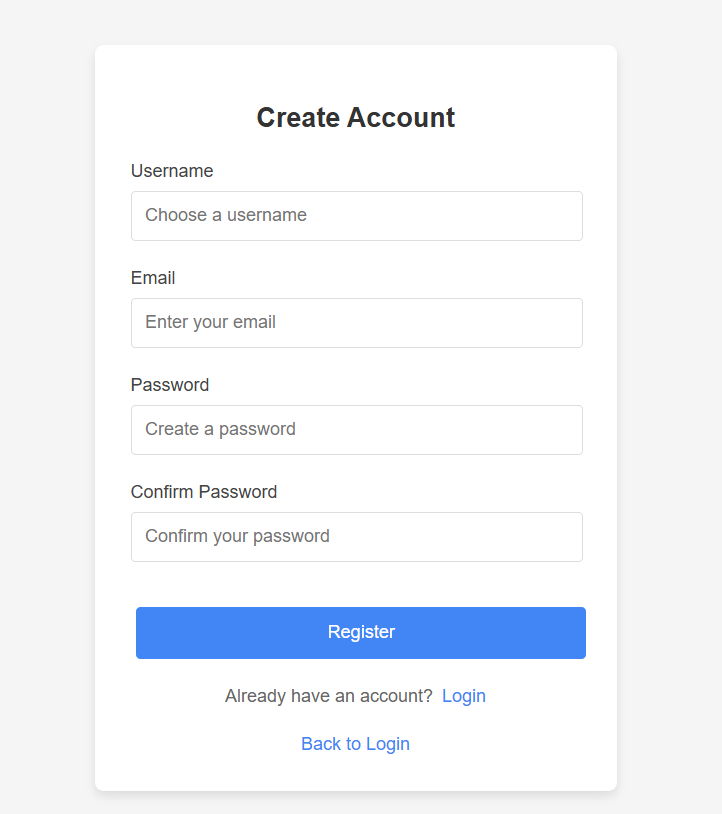 Create Account
Username
Choose a username
Email
Enter your email
Password
Create a password
Confirm Password
Confirm your password
Register
Already have an account? Login
Back to Login